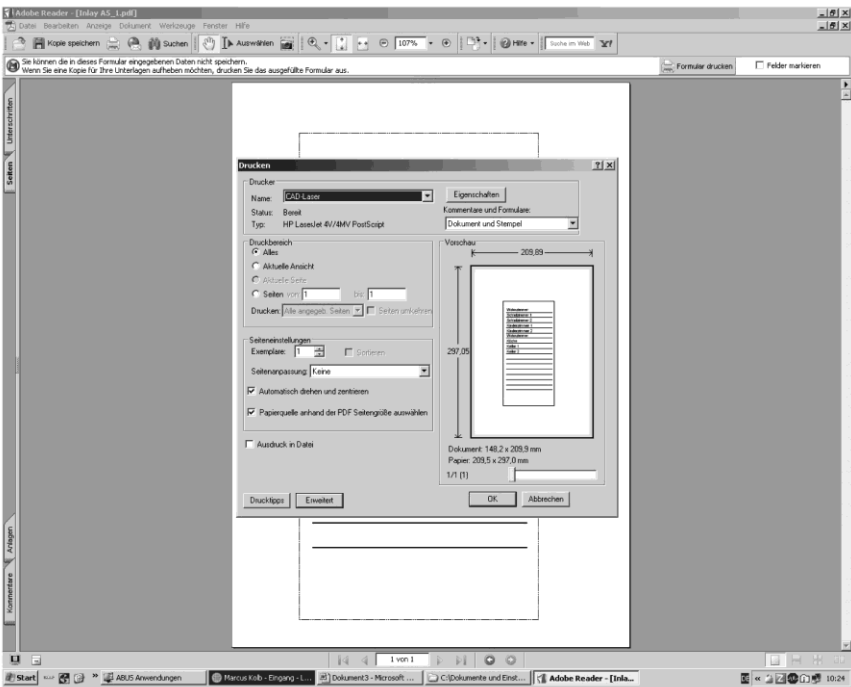 Adobe Reader - [Inlay AS_1.pdf]
Datei Bearbeiten Anzeige Dokument Werkzeuge Fenster Hilfe
Kopie speichern Suchen Auswählen 107% Hilfe Suche im Web Y!
Sie können die in dieses Formular eingegebenen Daten nicht speichern.
Wenn Sie eine Kopie für Ihre Unterlagen aufheben möchten, drucken Sie das ausgefüllte Formular aus.
Formular drucken Felder markieren
Unterschriften
Seiten
Anlagen
Kommentare
Drucken
Drucker
Name: CAD-Laser
Eigenschaften
Status: Bereit
Kommentare und Formulare:
Typ: HP LaserJet 4V/4MV PostScript
Dokument und Stempel
Druckbereich
Alles
Aktuelle Ansicht
Aktuelle Seite
Seiten von 1 bis 1
Drucken: Alle angegeb. Seiten Seiten umkehren
Seiteneinstellungen
Exemplare: 1 Sortieren
Seitenanpassung: Keine
Automatisch drehen und zentrieren
Papierquelle anhand der PDF Seitengröße auswählen
Ausdruck in Datei
Drucktipps Erweitert
Vorschau
209,89
297,05
Dokument: 148,2 x 209,9 mm
Papier: 209,5 x 297,0 mm
1/1 (1)
OK Abbrechen
1 von 1
Start ABUS Anwendungen Marcus Kolb - Eingang - L... Dokument3 - Microsoft ... C:\Dokumente und Einst... Adobe Reader - [Inla... DE 10:24